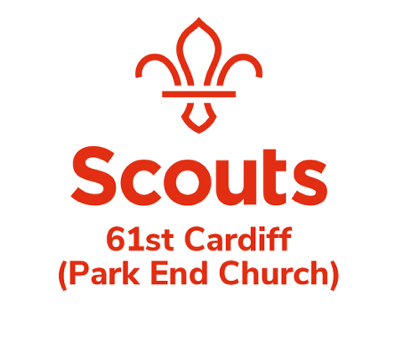 Scouts
61st Cardiff
(Park End Church)